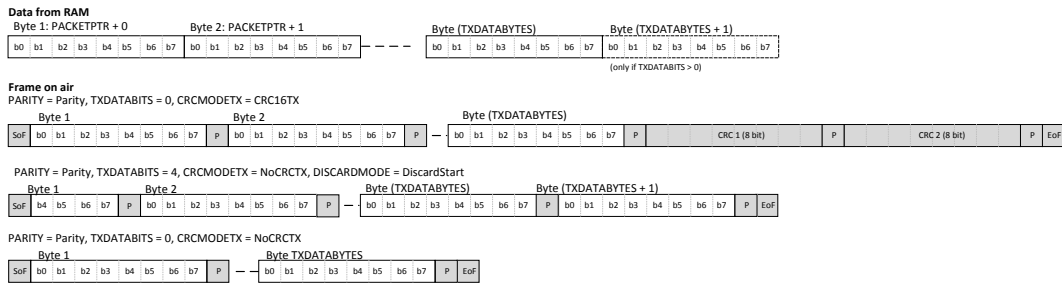 Data from RAM
Byte 1: PACKETPTR + 0 Byte 2: PACKETPTR + 1 Byte (TXDATABYTES) Byte (TXDATABYTES + 1)
b0 b1 b2 b3 b4 b5 b6 b7 b0 b1 b2 b3 b4 b5 b6 b7 b0 b1 b2 b3 b4 b5 b6 b7 b0 b1 b2 b3 b4 b5 b6 b7
(only if TXDATABITS > 0)
Frame on air
PARITY = Parity, TXDATABITS = 0, CRCMODETX = CRC16TX
Byte 1 Byte 2 Byte (TXDATABYTES)
SoF b0 b1 b2 b3 b4 b5 b6 b7 P b0 b1 b2 b3 b4 b5 b6 b7 P b0 b1 b2 b3 b4 b5 b6 b7 P CRC 1 (8 bit) P CRC 2 (8 bit) P EoF
PARITY = Parity, TXDATABITS = 4, CRCMODETX = NoCRCTX, DISCARDMODE = DiscardStart
Byte 1 Byte 2 Byte (TXDATABYTES) Byte (TXDATABYTES + 1)
SoF b4 b5 b6 b7 P b0 b1 b2 b3 b4 b5 b6 b7 P b0 b1 b2 b3 b4 b5 b6 b7 P b0 b1 b2 b3 b4 b5 b6 b7 P EoF
PARITY = Parity, TXDATABITS = 0, CRCMODETX = NoCRCTX
Byte 1 Byte TXDATABYTES
SoF b0 b1 b2 b3 b4 b5 b6 b7 P b0 b1 b2 b3 b4 b5 b6 b7 P EoF